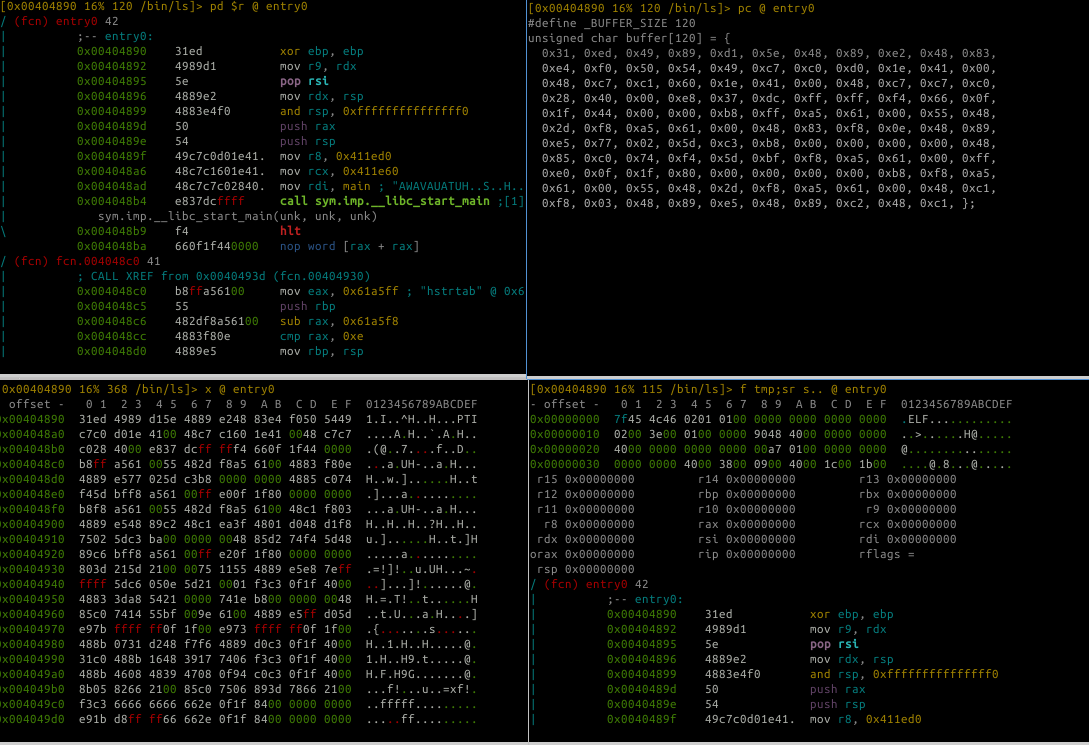 [0x00404890 16% 120 /bin/ls]> pd $r @ entry0
/ (fcn) entry0 42
|           ;-- entry0:
|           0x00404890    31ed           xor ebp, ebp
|           0x00404892    4989d1         mov r9, rdx
|           0x00404895    5e             pop rsi
|           0x00404896    4889e2         mov rdx, rsp
|           0x00404899    4883e4f0       and rsp, 0xfffffffffffffff0
|           0x0040489d    50             push rax
|           0x0040489e    54             push rsp
|           0x0040489f    49c7c0d01e41.  mov r8, 0x411ed0
|           0x004048a6    48c7c1601e41.  mov rcx, 0x411e60
|           0x004048ad    48c7c7c02840.  mov rdi, main ; "AWAVAUATUH..S..H..
|           0x004048b4    e837dcffff     call sym.imp.__libc_start_main ;[1]
|              sym.imp.__libc_start_main(unk, unk, unk)
\           0x004048b9    f4             hlt
            0x004048ba    660f1f440000   nop word [rax + rax]
/ (fcn) fcn.004048c0 41
|           ; CALL XREF from 0x0040493d (fcn.00404930)
|           0x004048c0    b8ffa56100     mov eax, 0x61a5ff ; "hstrtab" @ 0x6
|           0x004048c5    55             push rbp
|           0x004048c6    482df8a56100   sub rax, 0x61a5f8
|           0x004048cc    4883f80e       cmp rax, 0xe
|           0x004048d0    4889e5         mov rbp, rsp
[0x00404890 16% 120 /bin/ls]> pc @ entry0
#define _BUFFER_SIZE 120
unsigned char buffer[120] = {
  0x31, 0xed, 0x49, 0x89, 0xd1, 0x5e, 0x48, 0x89, 0xe2, 0x48, 0x83,
  0xe4, 0xf0, 0x50, 0x54, 0x49, 0xc7, 0xc0, 0xd0, 0x1e, 0x41, 0x00,
  0x48, 0xc7, 0xc1, 0x60, 0x1e, 0x41, 0x00, 0x48, 0xc7, 0xc7, 0xc0,
  0x28, 0x40, 0x00, 0xe8, 0x37, 0xdc, 0xff, 0xff, 0xf4, 0x66, 0x0f,
  0x1f, 0x44, 0x00, 0x00, 0xb8, 0xff, 0xa5, 0x61, 0x00, 0x55, 0x48,
  0x2d, 0xf8, 0xa5, 0x61, 0x00, 0x48, 0x83, 0xf8, 0x0e, 0x48, 0x89,
  0xe5, 0x77, 0x02, 0x5d, 0xc3, 0xb8, 0x00, 0x00, 0x00, 0x00, 0x48,
  0x85, 0xc0, 0x74, 0xf4, 0x5d, 0xbf, 0xf8, 0xa5, 0x61, 0x00, 0xff,
  0xe0, 0x0f, 0x1f, 0x80, 0x00, 0x00, 0x00, 0x00, 0xb8, 0xf8, 0xa5,
  0x61, 0x00, 0x55, 0x48, 0x2d, 0xf8, 0xa5, 0x61, 0x00, 0x48, 0xc1,
  0xf8, 0x03, 0x48, 0x89, 0xe5, 0x48, 0x89, 0xc2, 0x48, 0xc1, };
0x00404890 16% 368 /bin/ls]> x @ entry0
 offset -   0 1  2 3  4 5  6 7  8 9  A B  C D  E F  0123456789ABCDEF
x00404890  31ed 4989 d15e 4889 e248 83e4 f050 5449  1.I..^H..H...PTI
x004048a0  c7c0 d01e 4100 48c7 c160 1e41 0048 c7c7  ....A.H..`.A.H..
x004048b0  c028 4000 e837 dcff fff4 660f 1f44 0000  .(@..7....f..D..
x004048c0  b8ff a561 0055 482d f8a5 6100 4883 f80e  ...a.UH-..a.H...
x004048d0  4889 e577 025d c3b8 0000 0000 4885 c074  H..w.]......H..t
x004048e0  f45d bff8 a561 00ff e00f 1f80 0000 0000  .]...a..........
x004048f0  b8f8 a561 0055 482d f8a5 6100 48c1 f803  ...a.UH-..a.H...
x00404900  4889 e548 89c2 48c1 ea3f 4801 d048 d1f8  H..H..H..?H..H..
x00404910  7502 5dc3 ba00 0000 0048 85d2 74f4 5d48  u.]......H..t.]H
x00404920  89c6 bff8 a561 00ff e20f 1f80 0000 0000  .....a..........
x00404930  803d 215d 2100 0075 1155 4889 e5e8 7eff  .=!]!..u.UH...~.
x00404940  ffff 5dc6 050e 5d21 0001 f3c3 0f1f 4000  ..]...]!......@.
x00404950  4883 3da8 5421 0000 741e b800 0000 0048  H.=.T!..t......H
x00404960  85c0 7414 55bf 009e 6100 4889 e5ff d05d  ..t.U...a.H....]
x00404970  e97b ffff ff0f 1f00 e973 ffff ff0f 1f00  .{.......s......
x00404980  488b 0731 d248 f7f6 4889 d0c3 0f1f 4000  H..1.H..H.....@.
x00404990  31c0 488b 1648 3917 7406 f3c3 0f1f 4000  1.H..H9.t.....@.
x004049a0  488b 4608 4839 4708 0f94 c0c3 0f1f 4000  H.F.H9G.......@.
x004049b0  8b05 8266 2100 85c0 7506 893d 7866 2100  ...f!...u..=xf!.
x004049c0  f3c3 6666 6666 662e 0f1f 8400 0000 0000  ..fffff.........
x004049d0  e91b d8ff ff66 662e 0f1f 8400 0000 0000  .....ff.........
[0x00404890 16% 115 /bin/ls]> f tmp;sr s.. @ entry0
- offset -   0 1  2 3  4 5  6 7  8 9  A B  C D  E F  0123456789ABCDEF
0x00000000  7f45 4c46 0201 0100 0000 0000 0000 0000  .ELF............
0x00000010  0200 3e00 0100 0000 9048 4000 0000 0000  ..>......H@.....
0x00000020  4000 0000 0000 0000 00a7 0100 0000 0000  @...............
0x00000030  0000 0000 4000 3800 0900 4000 1c00 1b00  ....@.8...@.....
 r15 0x00000000         r14 0x00000000         r13 0x00000000
 r12 0x00000000         rbp 0x00000000         rbx 0x00000000
 r11 0x00000000         r10 0x00000000          r9 0x00000000
  r8 0x00000000         rax 0x00000000         rcx 0x00000000
 rdx 0x00000000         rsi 0x00000000         rdi 0x00000000
orax 0x00000000         rip 0x00000000         rflags =
 rsp 0x00000000
/ (fcn) entry0 42
|          ;-- entry0:
|          0x00404890    31ed           xor ebp, ebp
|          0x00404892    4989d1         mov r9, rdx
|          0x00404895    5e             pop rsi
|          0x00404896    4889e2         mov rdx, rsp
|          0x00404899    4883e4f0       and rsp, 0xfffffffffffffff0
|          0x0040489d    50             push rax
|          0x0040489e    54             push rsp
|          0x0040489f    49c7c0d01e41.  mov r8, 0x411ed0